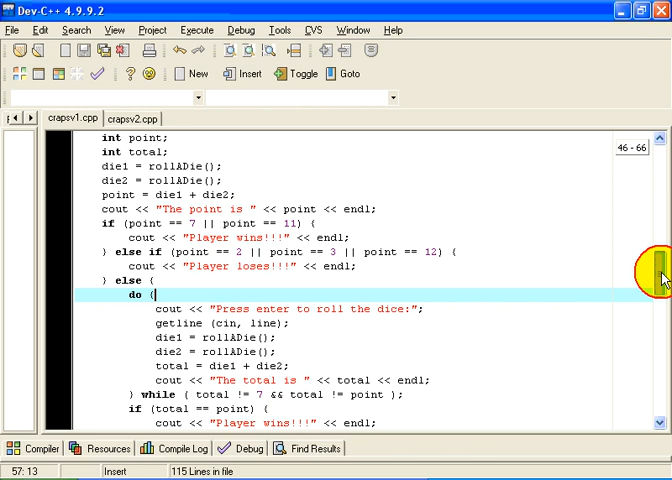 Dev-C++ 4.9.9.2
File Edit Search View Project Execute Debug Tools CVS Window Help
New Insert Toggle Goto
crapsv1.cpp crapsv2.cpp
46 - 66
int point;
int total;
die1 = rollADie();
die2 = rollADie();
point = die1 + die2;
cout << "The point is " << point << endl;
if (point == 7 || point == 11) {
cout << "Player wins!!!" << endl;
} else if (point == 2 || point == 3 || point == 12) {
cout << "Player loses!!!" << endl;
} else {
do {
cout << "Press enter to roll the dice:";
getline (cin, line);
die1 = rollADie();
die2 = rollADie();
total = die1 + die2;
cout << "The total is " << total << endl;
} while ( total != 7 && total != point );
if (total == point) {
cout << "Player wins!!!" << endl;
Compiler Resources Compile Log Debug Find Results
57: 13 Insert 115 Lines in file